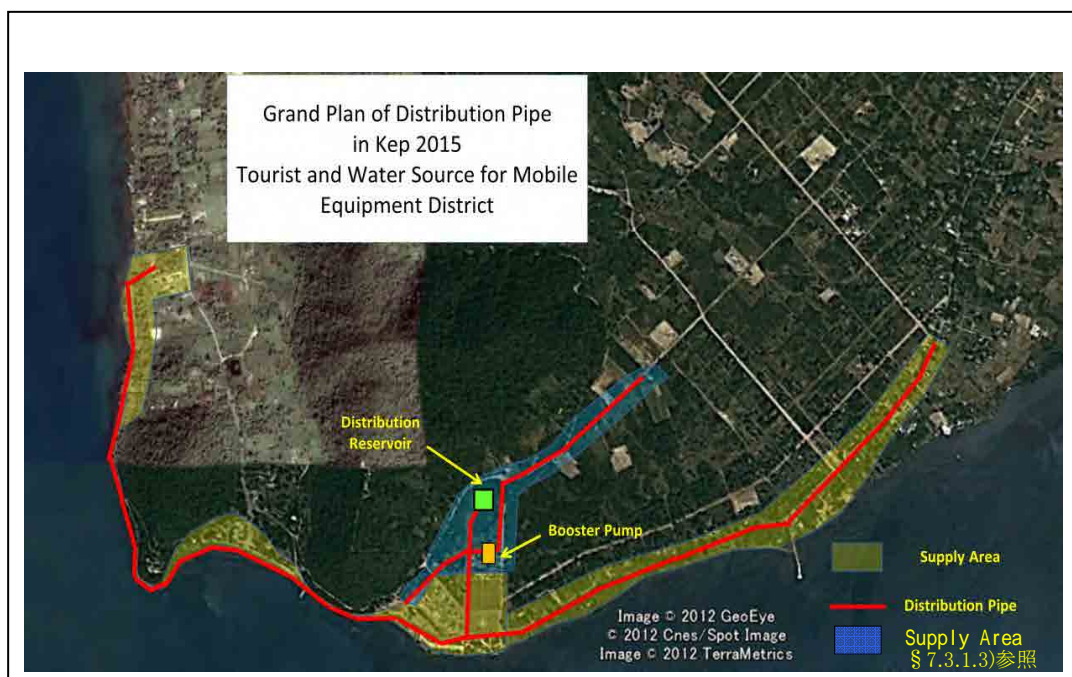 Grand Plan of Distribution Pipe
in Kep 2015
Tourist and Water Source for Mobile
Equipment District
Distribution
Reservoir
Booster Pump
Supply Area
Distribution Pipe
Supply Area
§7.3.1.3)参照
Image © 2012 GeoEye
© 2012 Cnes/Spot Image
Image © 2012 TerraMetrics